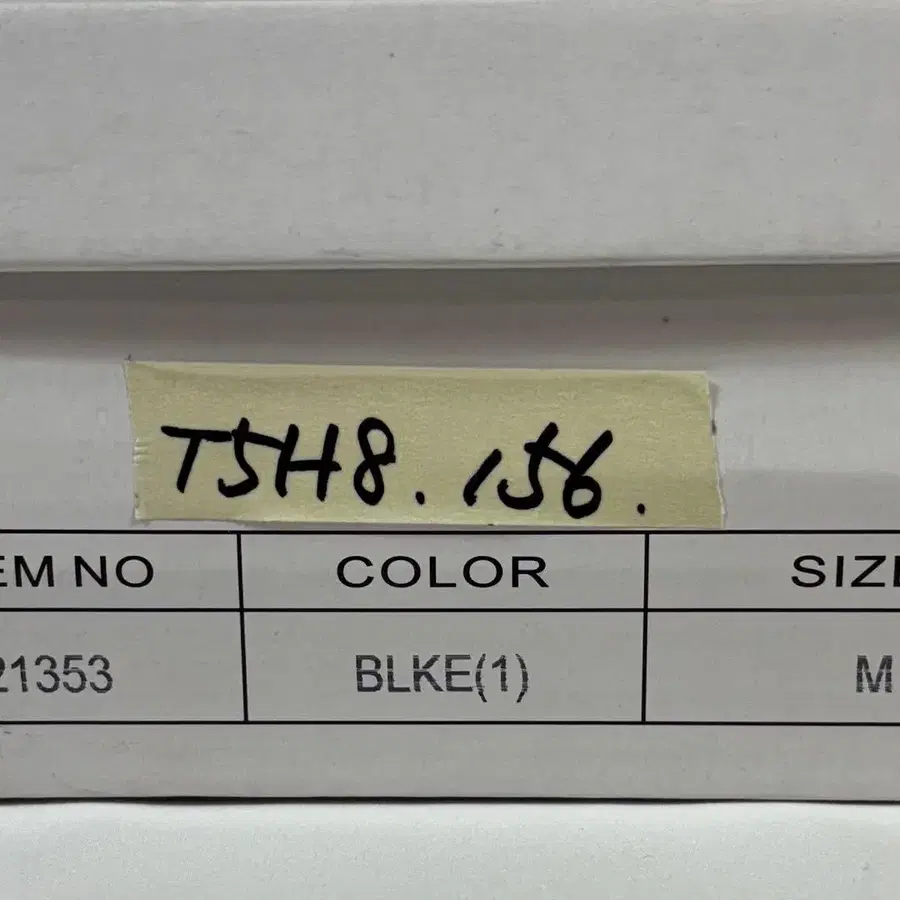 T5H8. 156.
EM NO COLOR SIZE
21353 BLKE(1) M